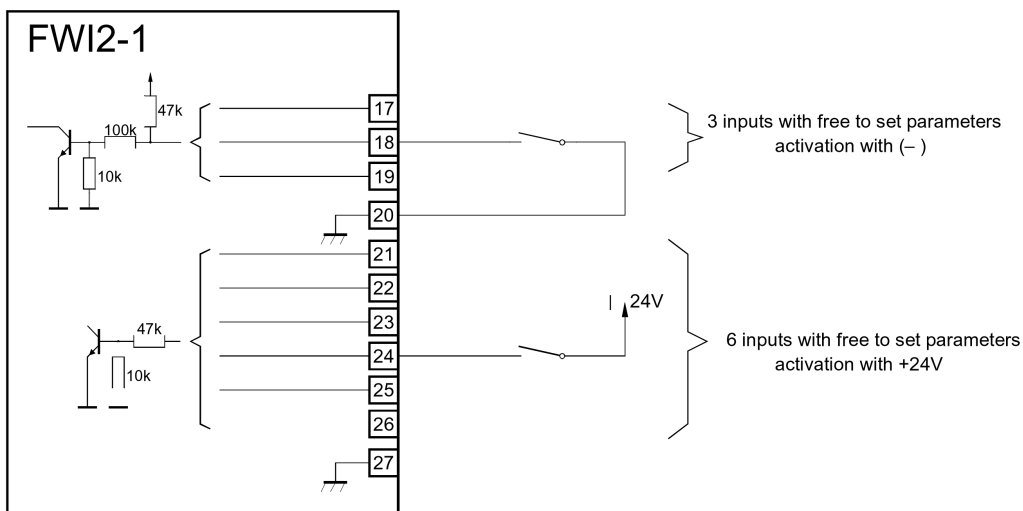 FWI2-1
47k
100k
10k
17
18
19
20
3 inputs with free to set parameters
activation with (– )
21
22
23
24
25
26
27
47k
10k
24V
6 inputs with free to set parameters
activation with +24V